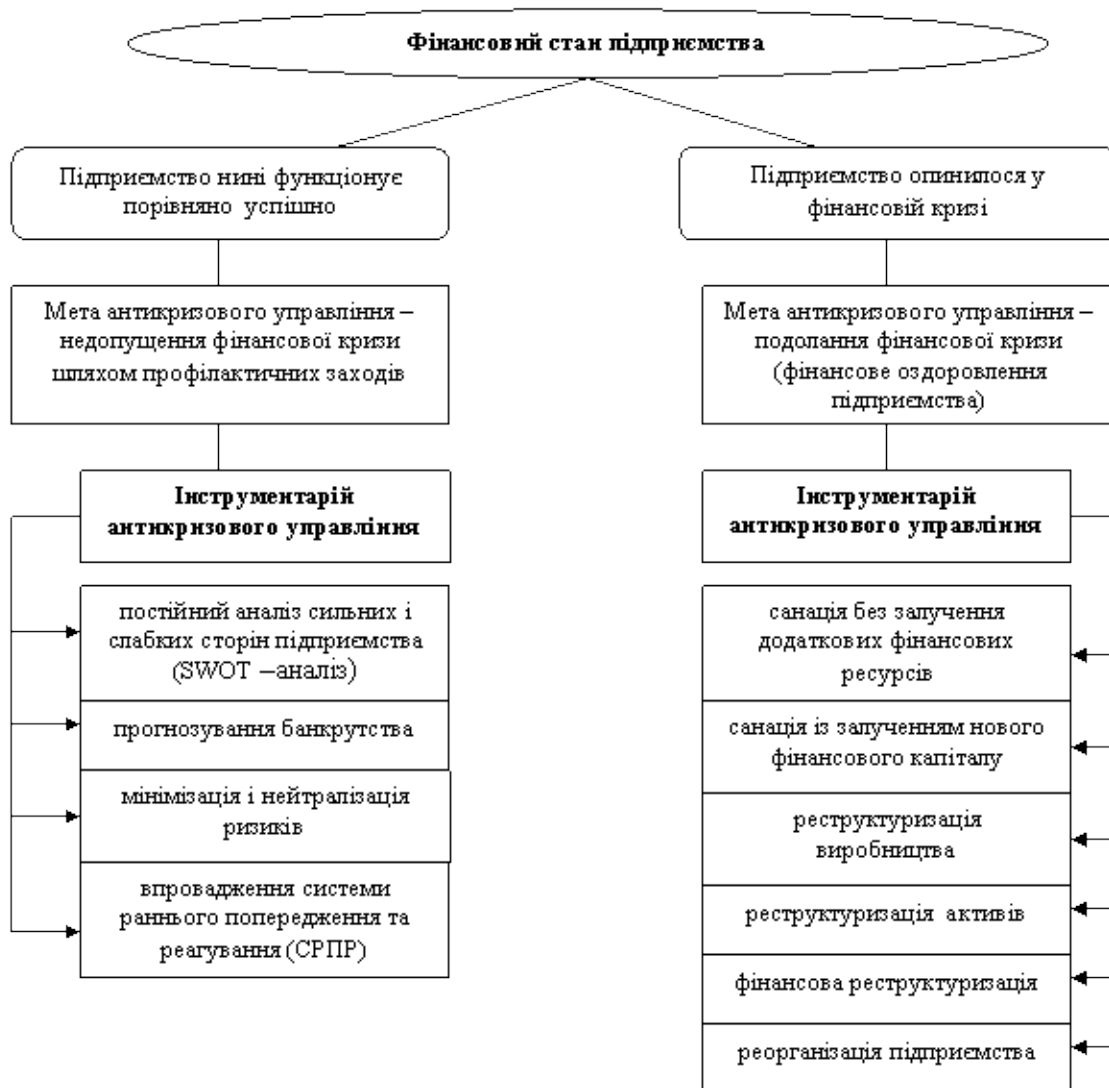 Фінансовий стан підприємства
Підприємство нині функціонує
порівняно успішно
Мета антикризового управління –
недопущення фінансової кризи
шляхом профілактичних заходів
Інструментарій
антикризового управління
постійний аналіз сильних і
слабких сторін підприємства
(SWOT –аналіз)
прогнозування банкрутства
мінімізація і нейтралізація
ризиків
впровадження системи
раннього попередження та
реагування (СРПР)
Підприємство опинилося у
фінансовій кризі
Мета антикризового управління –
подолання фінансової кризи
(фінансове оздоровлення
підприємства)
Інструментарій
антикризового управління
санація без залучення
додаткових фінансових
ресурсів
санація із залученням нового
фінансового капіталу
реструктуризація
виробництва
реструктуризація активів
фінансова реструктуризація
реорганізація підприємства